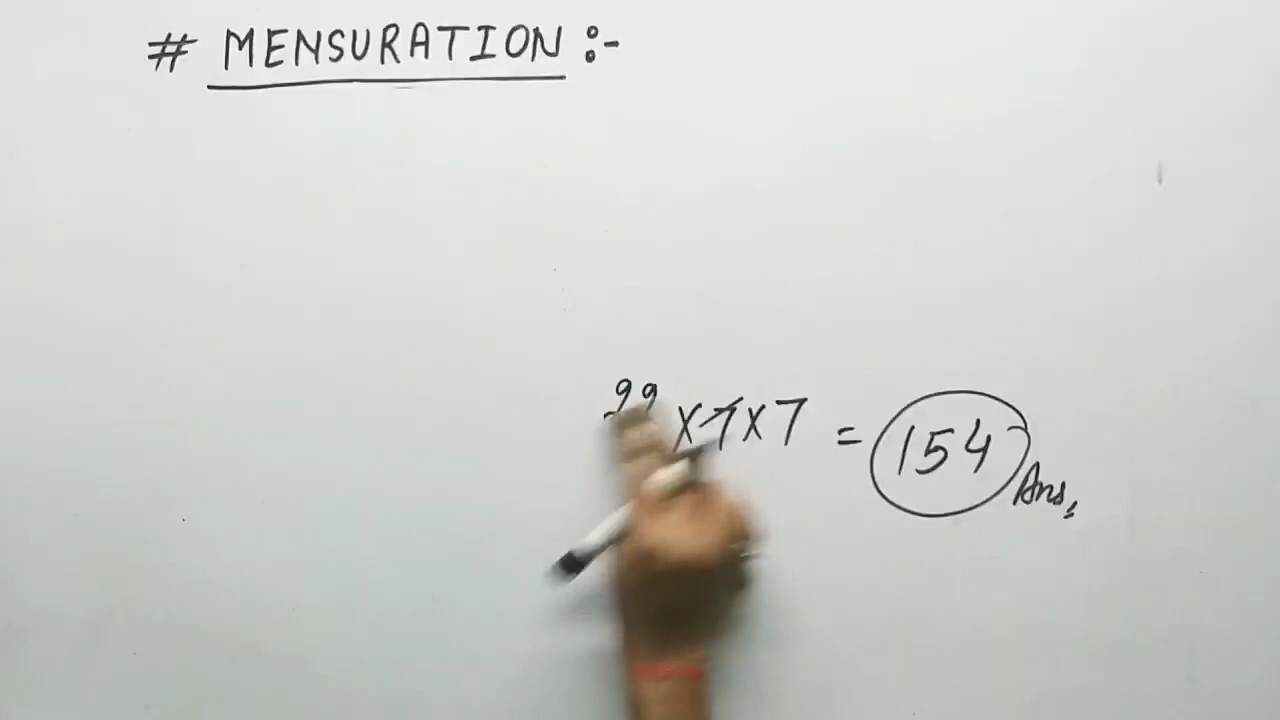 # MENSURATION :-
22 x 7 x 7 = 154 Ans,